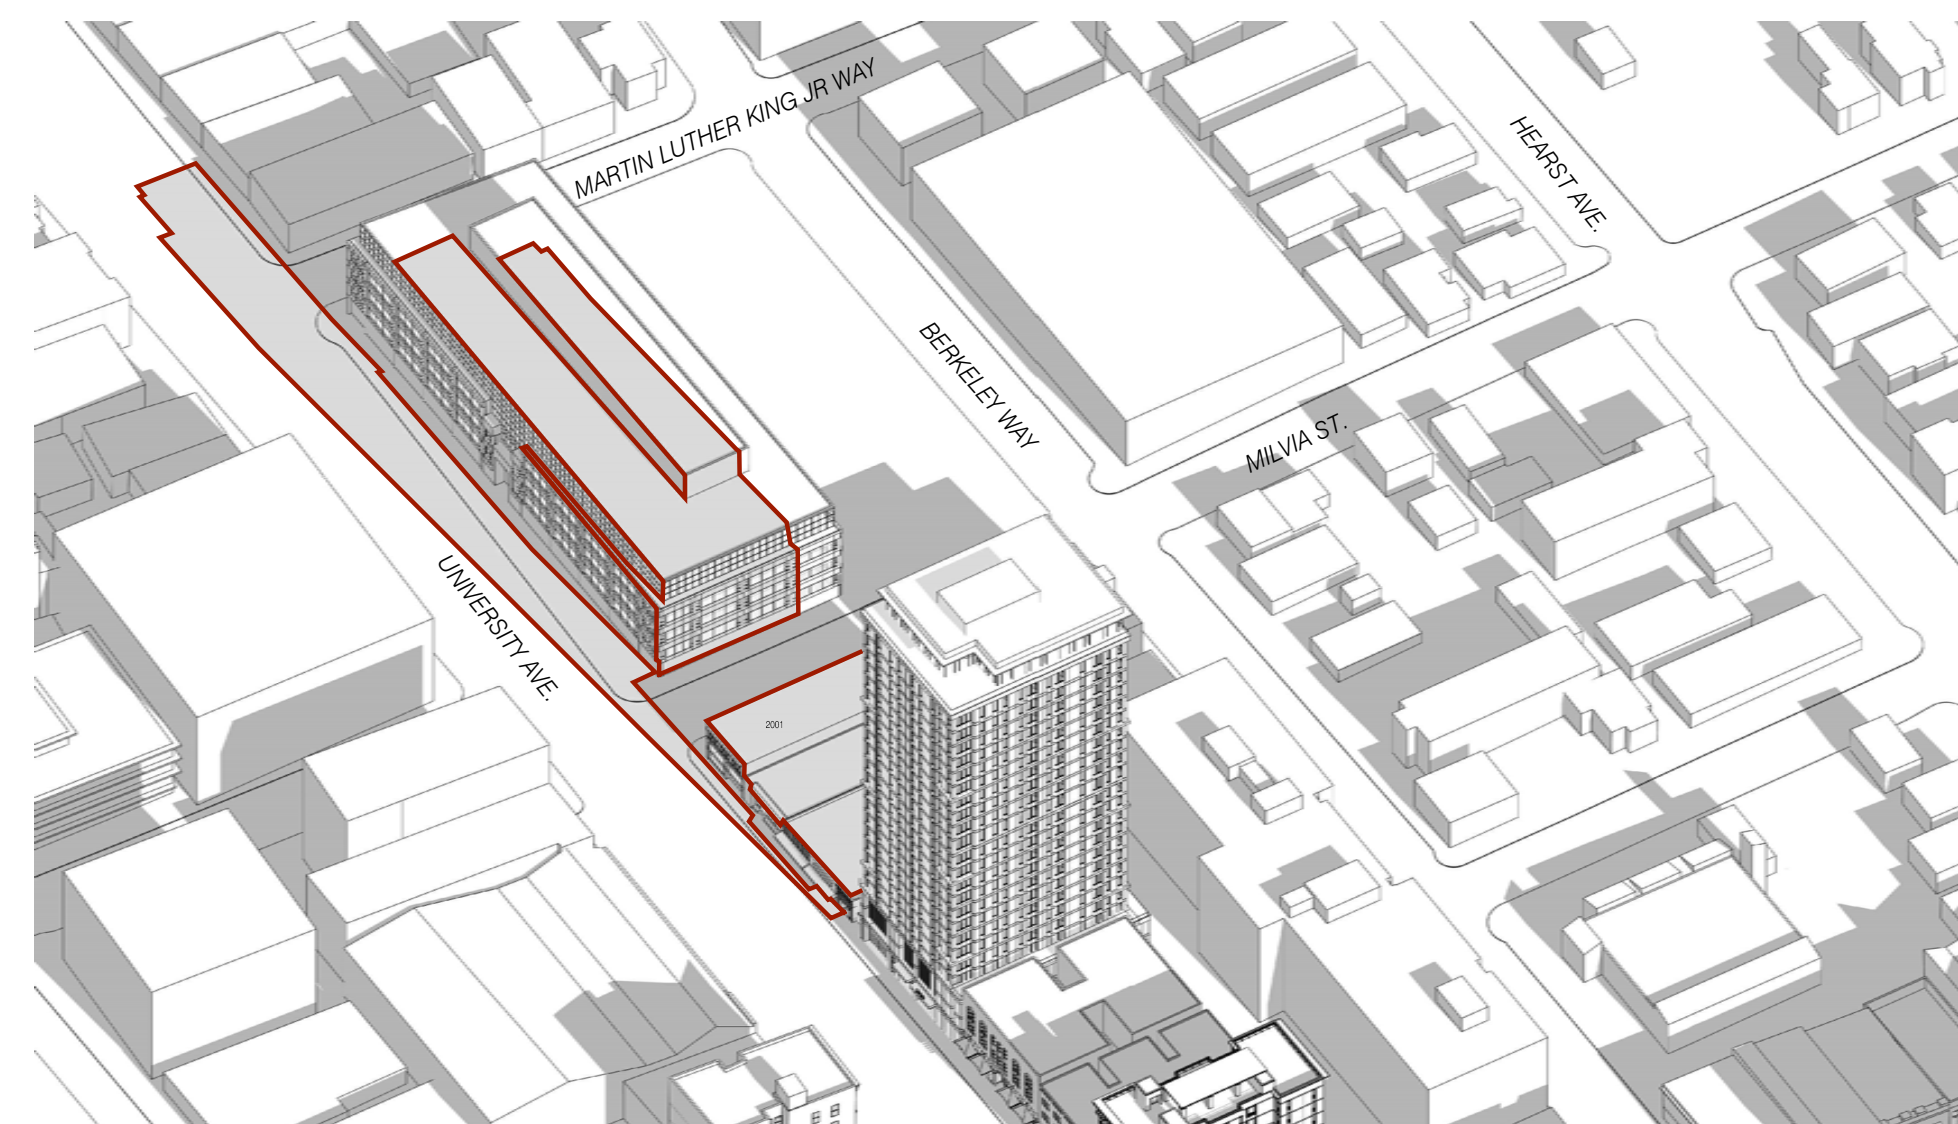 MARTIN LUTHER KING JR WAY
HEARST AVE.
BERKELEY WAY
MILVIA ST.
UNIVERSITY AVE.
2001